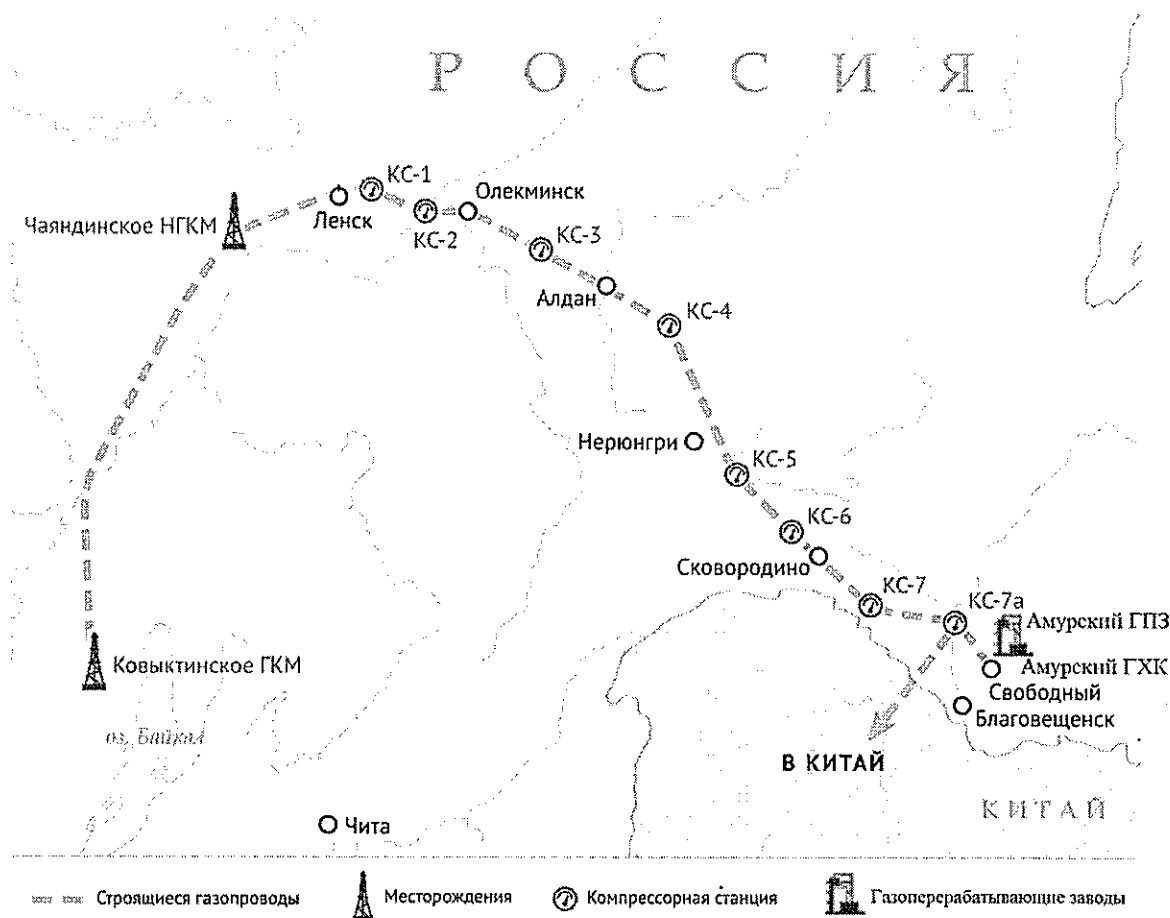 РОССИЯ
КС-1
Олекминск
Чаяндинское НГКМ
Ленск
КС-2
КС-3
Алдан
КС-4
Нерюнгри
КС-5
КС-6
Сковородино
КС-7
КС-7а
Амурский ГПЗ
Ковыктинское ГКМ
Амурский ГХК
Свободный
Благовещенск
оз. Байкал
В КИТАЙ
КИТАЙ
Чита
Строящиеся газопроводы
Месторождения
Компрессорная станция
Газоперерабатывающие заводы